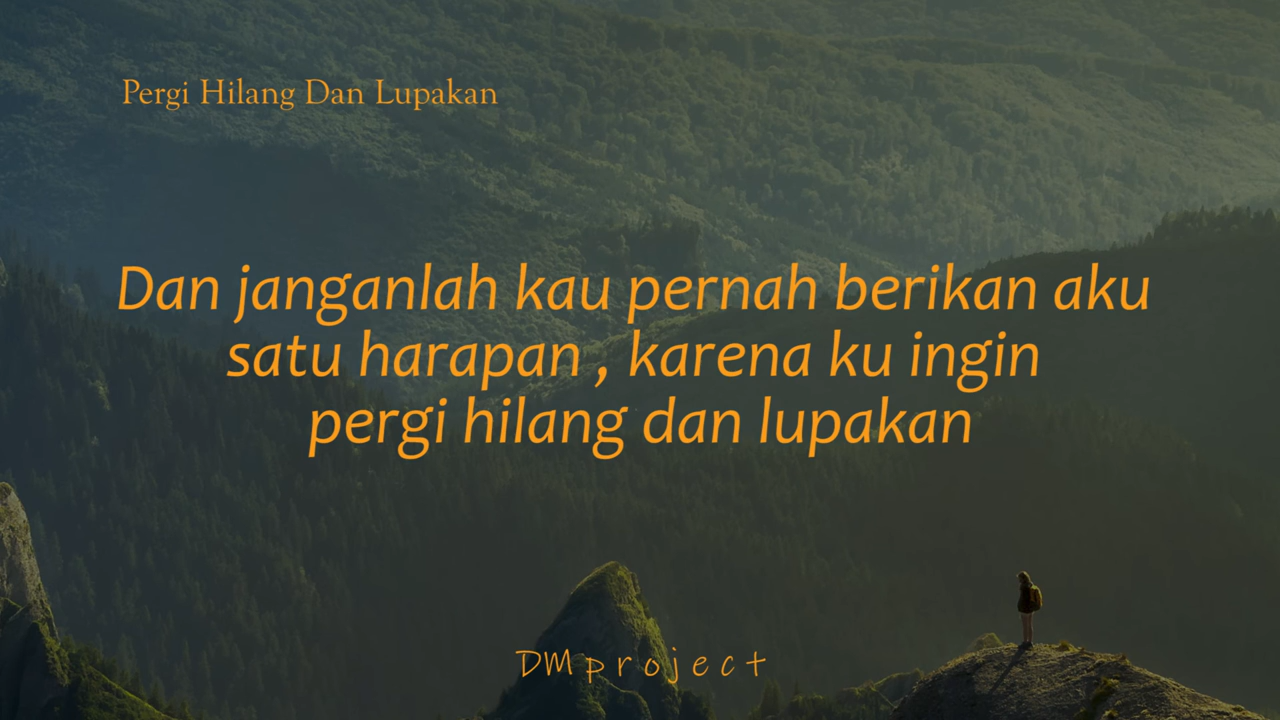 Pergi Hilang Dan Lupakan
Dan janganlah kau pernah berikan aku
satu harapan , karena ku ingin
pergi hilang dan lupakan
DMproject